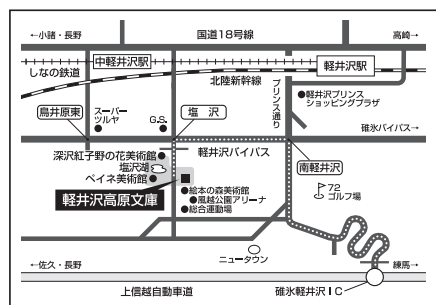 ←小諸・長野
国道18号線
高崎→
中軽井沢駅
軽井沢駅
しなの鉄道
北陸新幹線
プリンス通り
●軽井沢プリンス
ショッピングプラザ
鳥井原東
スーパー
ツルヤ
G.S.
塩 沢
碓氷バイパス→
深沢紅子野の花美術館
軽井沢バイパス
塩沢湖
ペイネ美術館
南軽井沢
軽井沢高原文庫
●絵本の森美術館
●風越公園アリーナ
●総合運動場
72
ゴルフ場
ニュータウン
←佐久・長野
練馬→
上信越自動車道
碓氷軽井沢IC